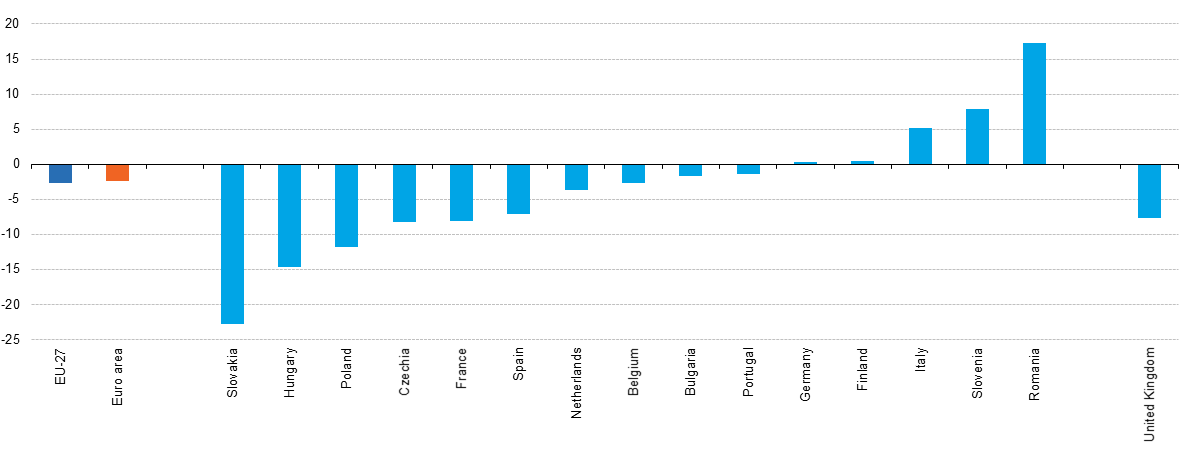 20
15
10
5
0
-5
-10
-15
-20
-25
EU-27
Euro area
Slovakia
Hungary
Poland
Czechia
France
Spain
Netherlands
Belgium
Bulgaria
Portugal
Germany
Finland
Italy
Slovenia
Romania
United Kingdom